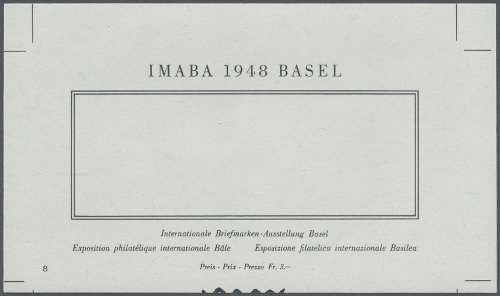 IMABA 1948 BASEL
Internationale Briefmarken-Ausstellung Basel
Exposition philatélique internationale Bâle Esposizione filatelica internazionale Basilea
8 Preis - Prix - Prezzo Fr. 3.—